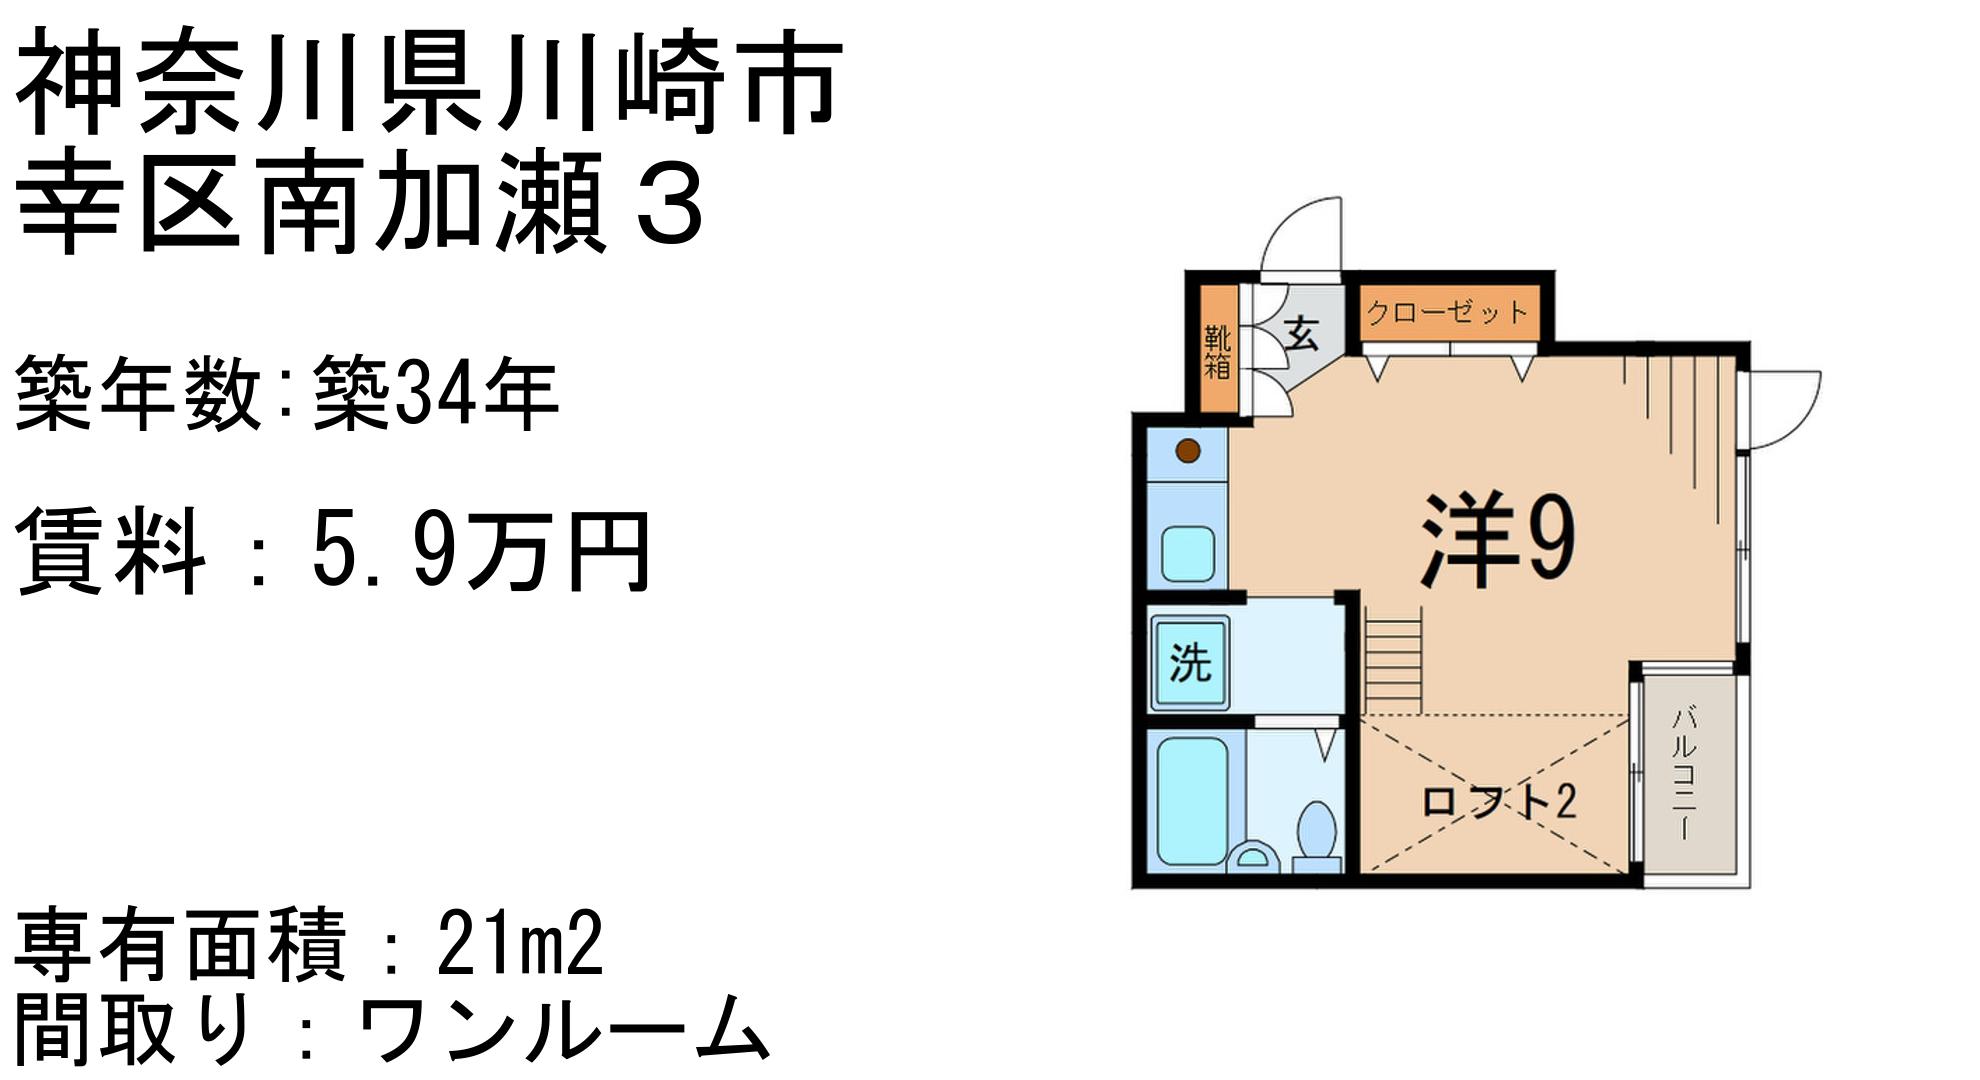 神奈川県川崎市
幸区南加瀬３
築年数:築34年
賃料：5.9万円
専有面積：21m2
間取り：ワンルーム
玄
クローゼット
靴箱
洋9
洗
ロフト2
バルコニー